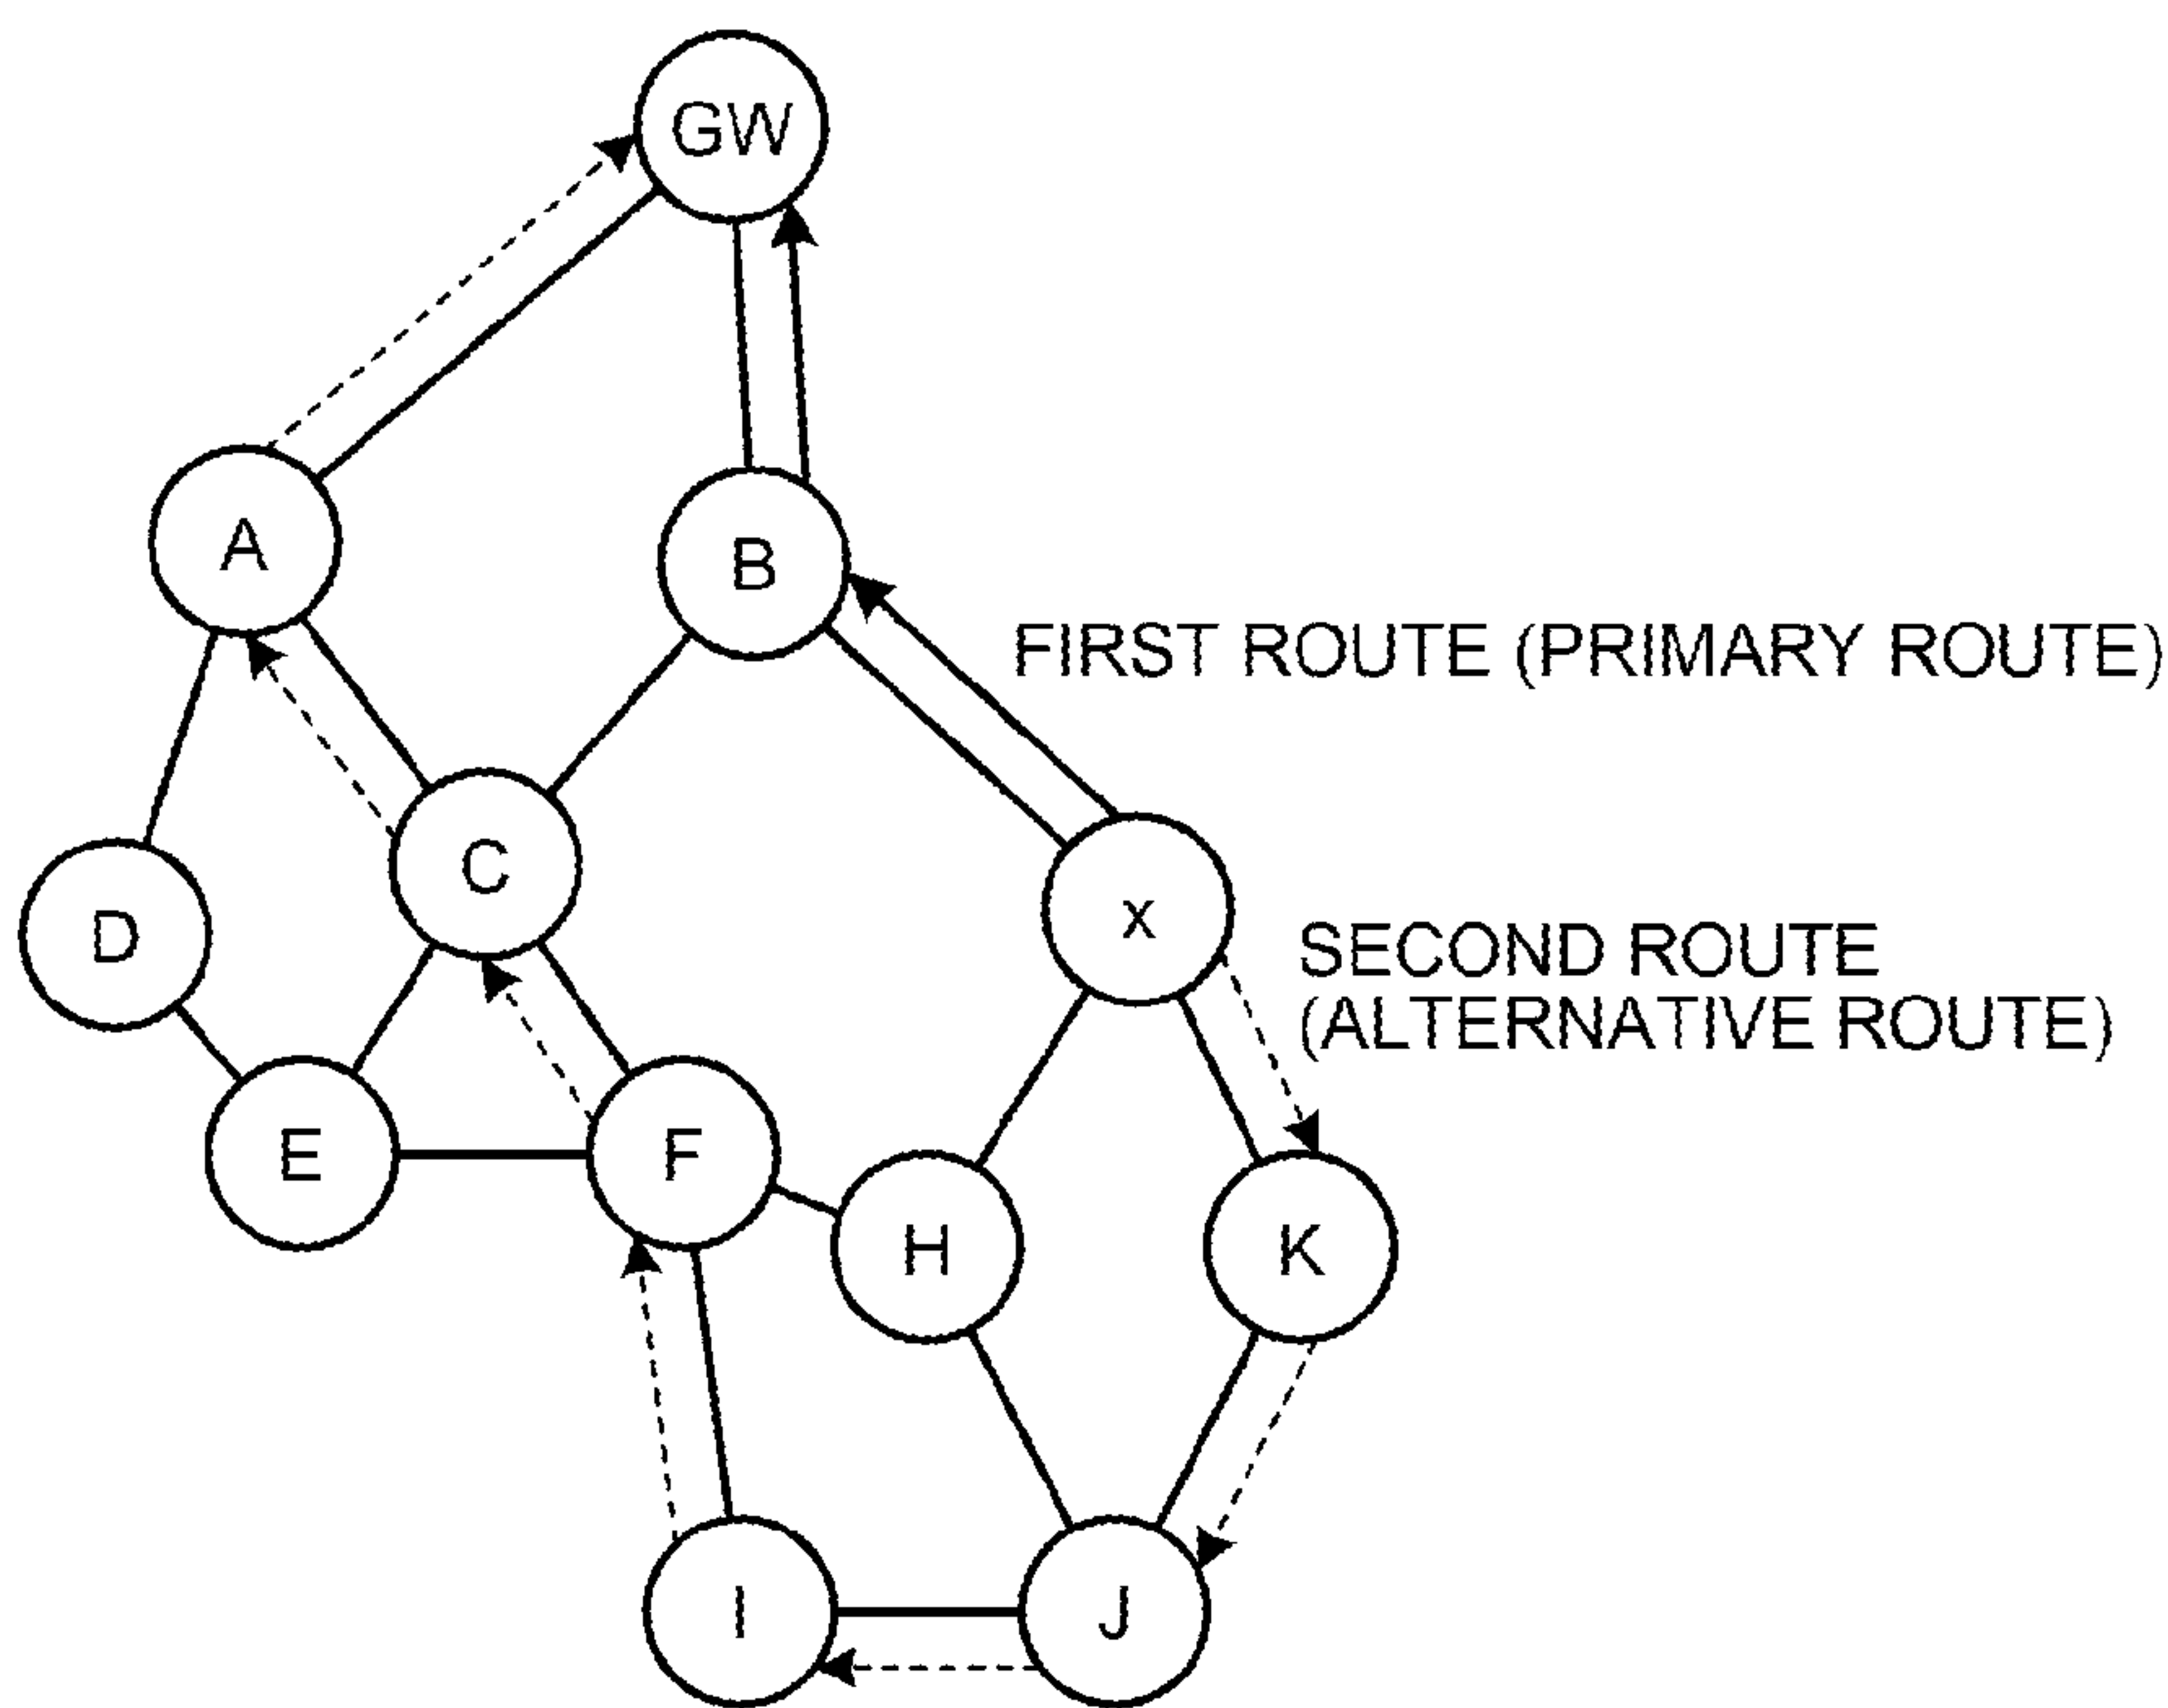 GW
A
B
FIRST ROUTE (PRIMARY ROUTE)
C
x
D
SECOND ROUTE
(ALTERNATIVE ROUTE)
E
F
H
K
I
J